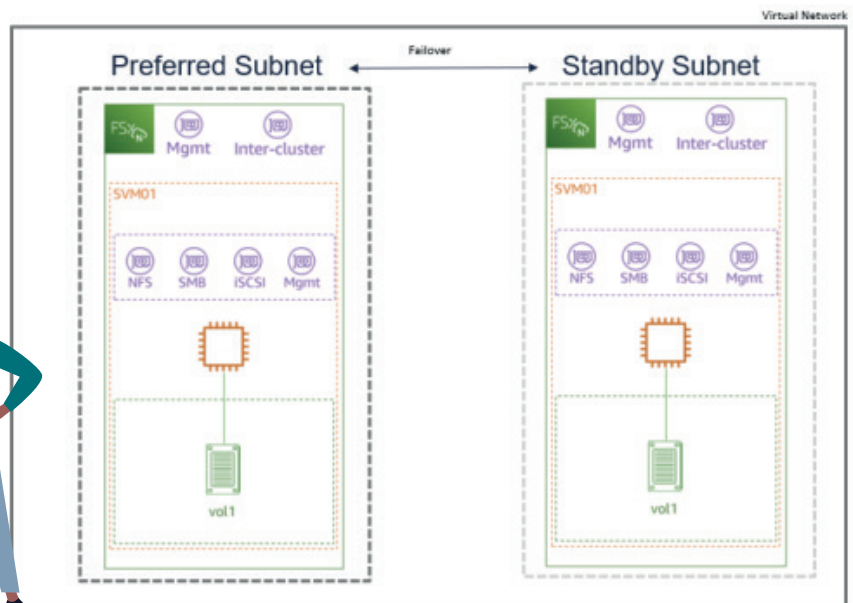 Virtual Network
Preferred Subnet
Failover
Standby Subnet
FSx
N
Mgmt
Inter-cluster
SVM01
NFS SMB iSCSI Mgmt
vol1
FSx
N
Mgmt
Inter-cluster
SVM01
NFS SMB iSCSI Mgmt
vol1